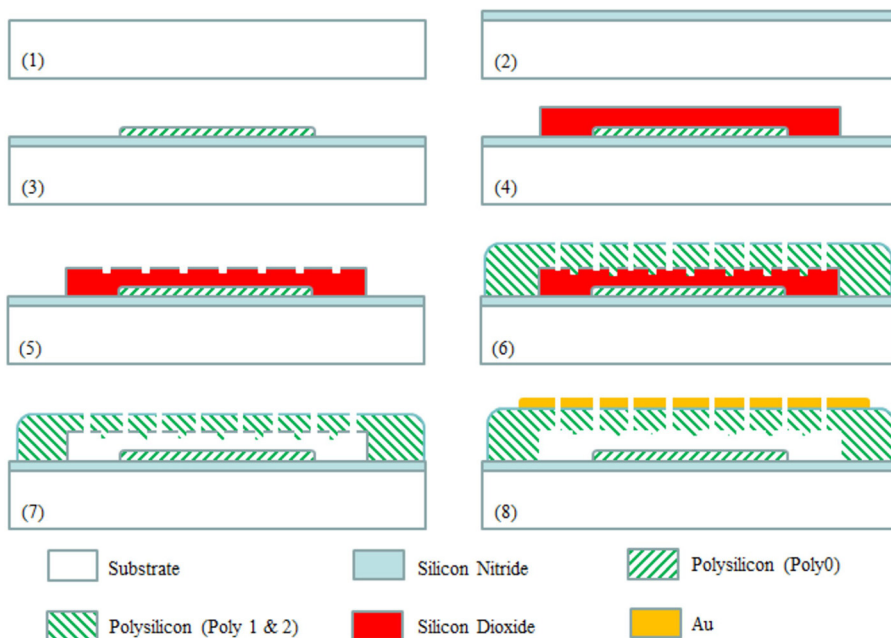 (1)
(2)
(3)
(4)
(5)
(6)
(7)
(8)
Substrate
Silicon Nitride
Polysilicon (Poly0)
Polysilicon (Poly 1 & 2)
Silicon Dioxide
Au